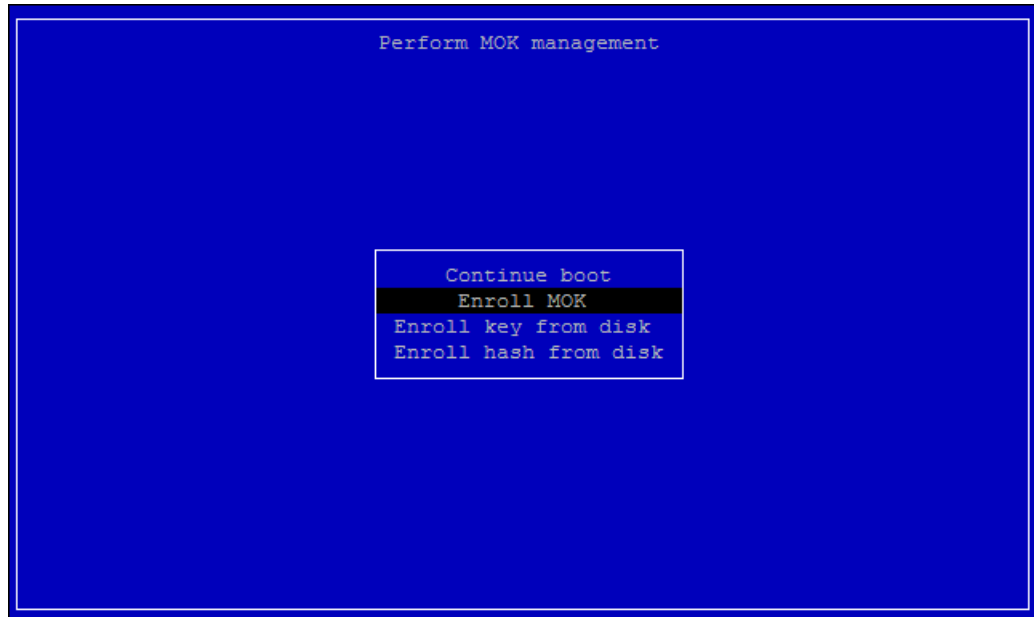 Perform MOK management
Continue boot
Enroll MOK
Enroll key from disk
Enroll hash from disk